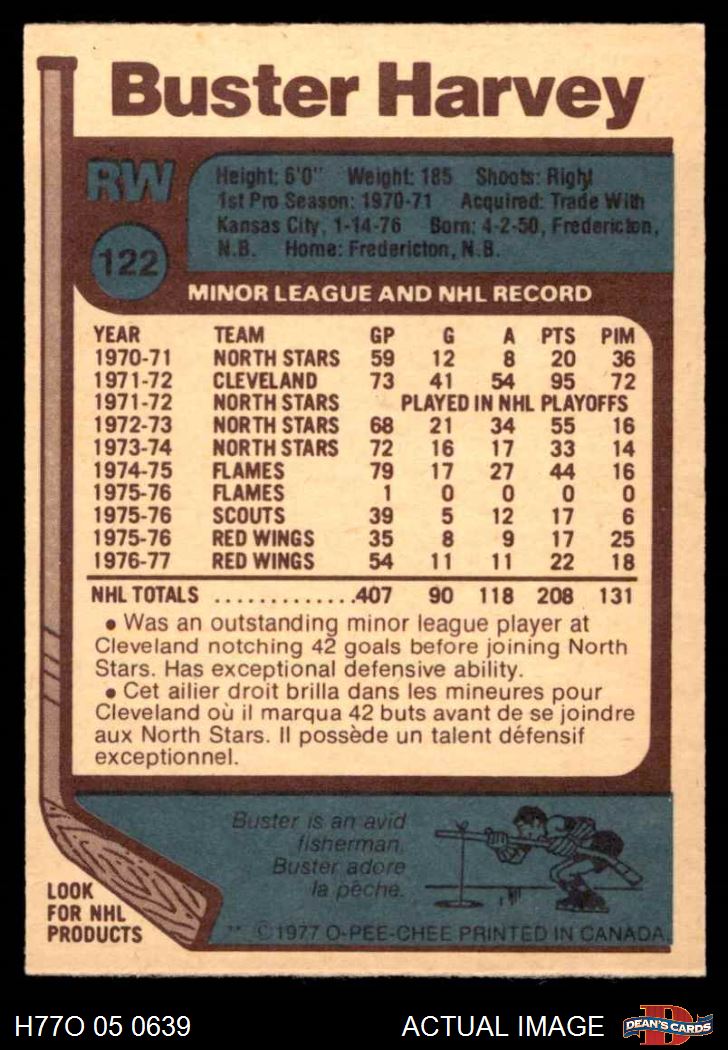 Buster Harvey
RW
122
Height: 6'0" Weight: 185 Shoots: Right
1st Pro Season: 1970-71 Acquired: Trade With
Kansas City, 1-14-76 Born: 4-2-50, Fredericton,
N.B. Home: Fredericton, N.B.
MINOR LEAGUE AND NHL RECORD
YEAR TEAM GP G A PTS PIM
1970-71 NORTH STARS 59 12 8 20 36
1971-72 CLEVELAND 73 41 54 95 72
1971-72 NORTH STARS PLAYED IN NHL PLAYOFFS
1972-73 NORTH STARS 68 21 34 55 16
1973-74 NORTH STARS 72 16 17 33 14
1974-75 FLAMES 79 17 27 44 16
1975-76 FLAMES 1 0 0 0 0
1975-76 SCOUTS 39 5 12 17 6
1975-76 RED WINGS 35 8 9 17 25
1976-77 RED WINGS 54 11 11 22 18
NHL TOTALS .............407 90 118 208 131
• Was an outstanding minor league player at
Cleveland notching 42 goals before joining North
Stars. Has exceptional defensive ability.
• Cet ailier droit brilla dans les mineures pour
Cleveland où il marqua 42 buts avant de se joindre
aux North Stars. Il possède un talent défensif
exceptionnel.
Buster is an avid
fisherman.
Buster adore
la pêche.
LOOK
FOR NHL
PRODUCTS
** ©1977 O-PEE-CHEE PRINTED IN CANADA
H77O 05 0639 ACTUAL IMAGE
D
DEAN'S CARDS